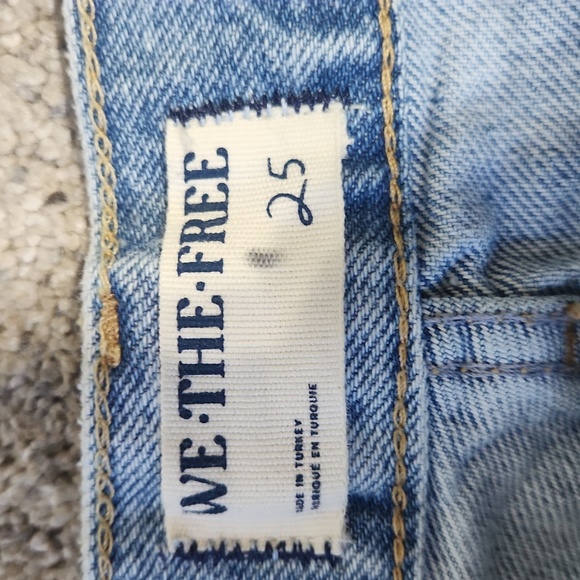 WE·THE·FREE
25
MADE IN TURKEY
FABRIQUÉ EN TURQUIE